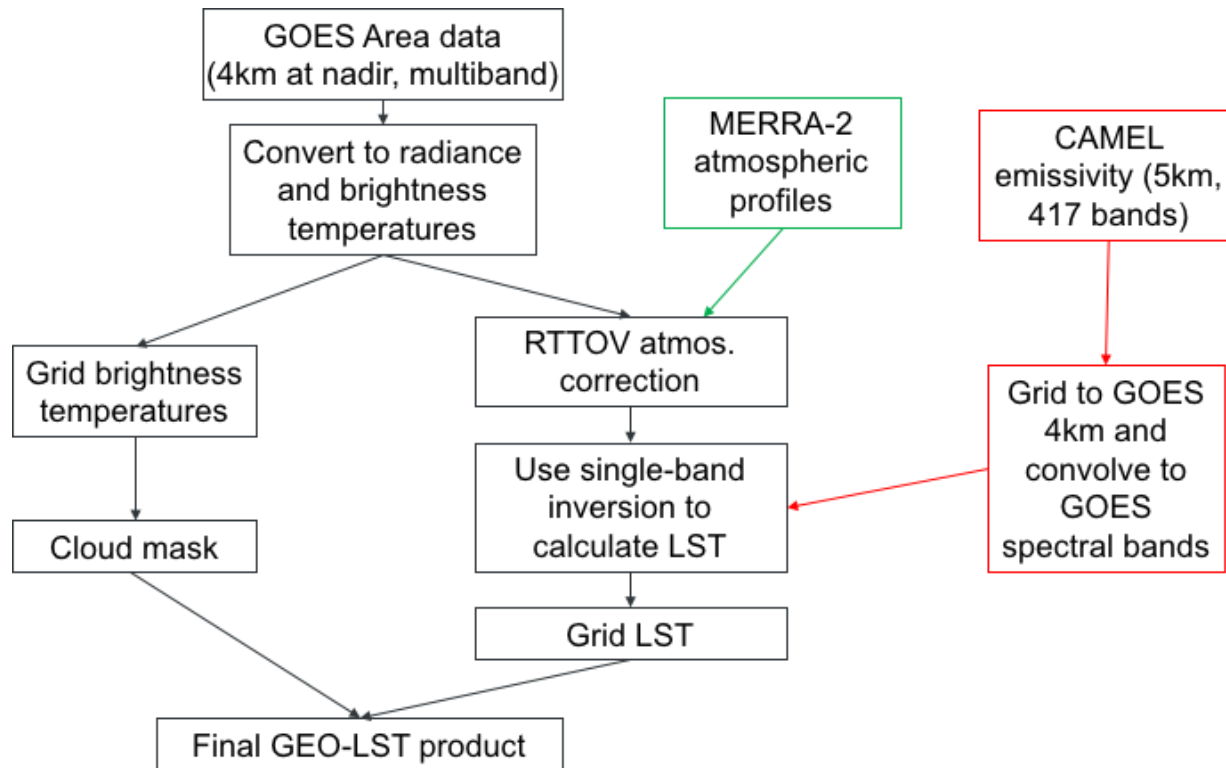 GOES Area data
(4km at nadir, multiband)
Convert to radiance
and brightness
temperatures
MERRA-2
atmospheric
profiles
CAMEL
emissivity (5km,
417 bands)
Grid brightness
temperatures
RTTOV atmos.
correction
Grid to GOES
4km and
convolve to
GOES
spectral bands
Use single-band
inversion to
calculate LST
Cloud mask
Grid LST
Final GEO-LST product